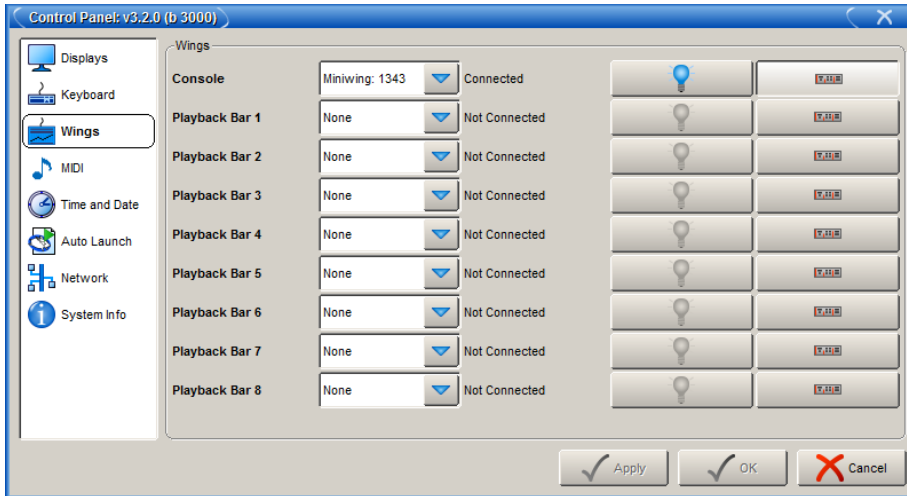 Control Panel: v3.2.0 (b 3000)
Displays
Keyboard
Wings
MIDI
Time and Date
Auto Launch
Network
System Info
Wings
Console Miniwing: 1343 Connected
Playback Bar 1 None Not Connected
Playback Bar 2 None Not Connected
Playback Bar 3 None Not Connected
Playback Bar 4 None Not Connected
Playback Bar 5 None Not Connected
Playback Bar 6 None Not Connected
Playback Bar 7 None Not Connected
Playback Bar 8 None Not Connected
Apply OK Cancel